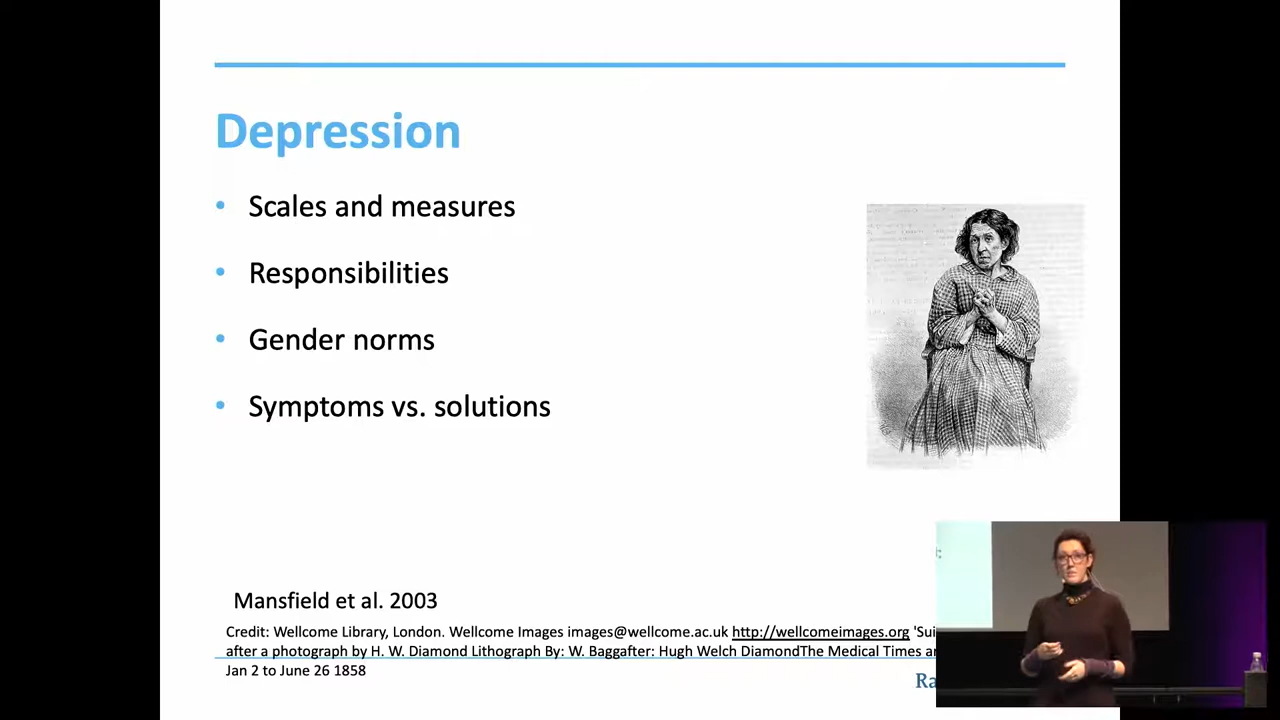 Depression
• Scales and measures
• Responsibilities
• Gender norms
• Symptoms vs. solutions
Mansfield et al. 2003
Credit: Wellcome Library, London. Wellcome Images images@wellcome.ac.uk http://wellcomeimages.org
after a photograph by H. W. Diamond Lithograph By: W. Baggafter: Hugh Welch DiamondThe Medical Times
Jan 2 to June 26 1858